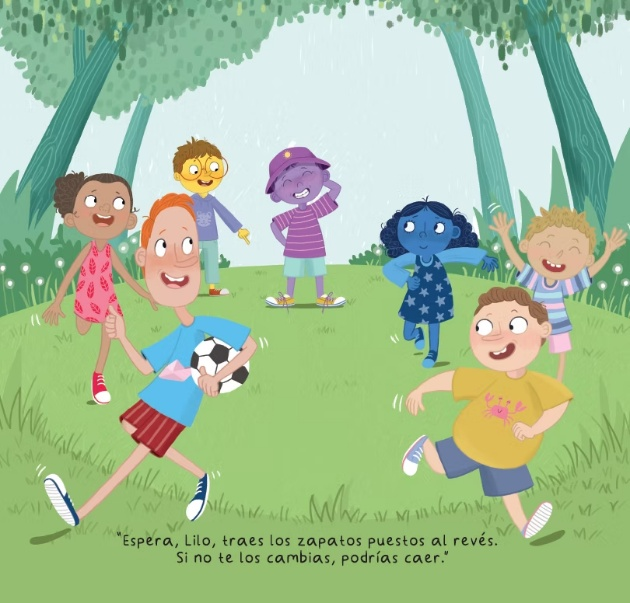 "Espera, Lilo, traes los zapatos puestos al revés.
Si no te los cambias, podrías caer."